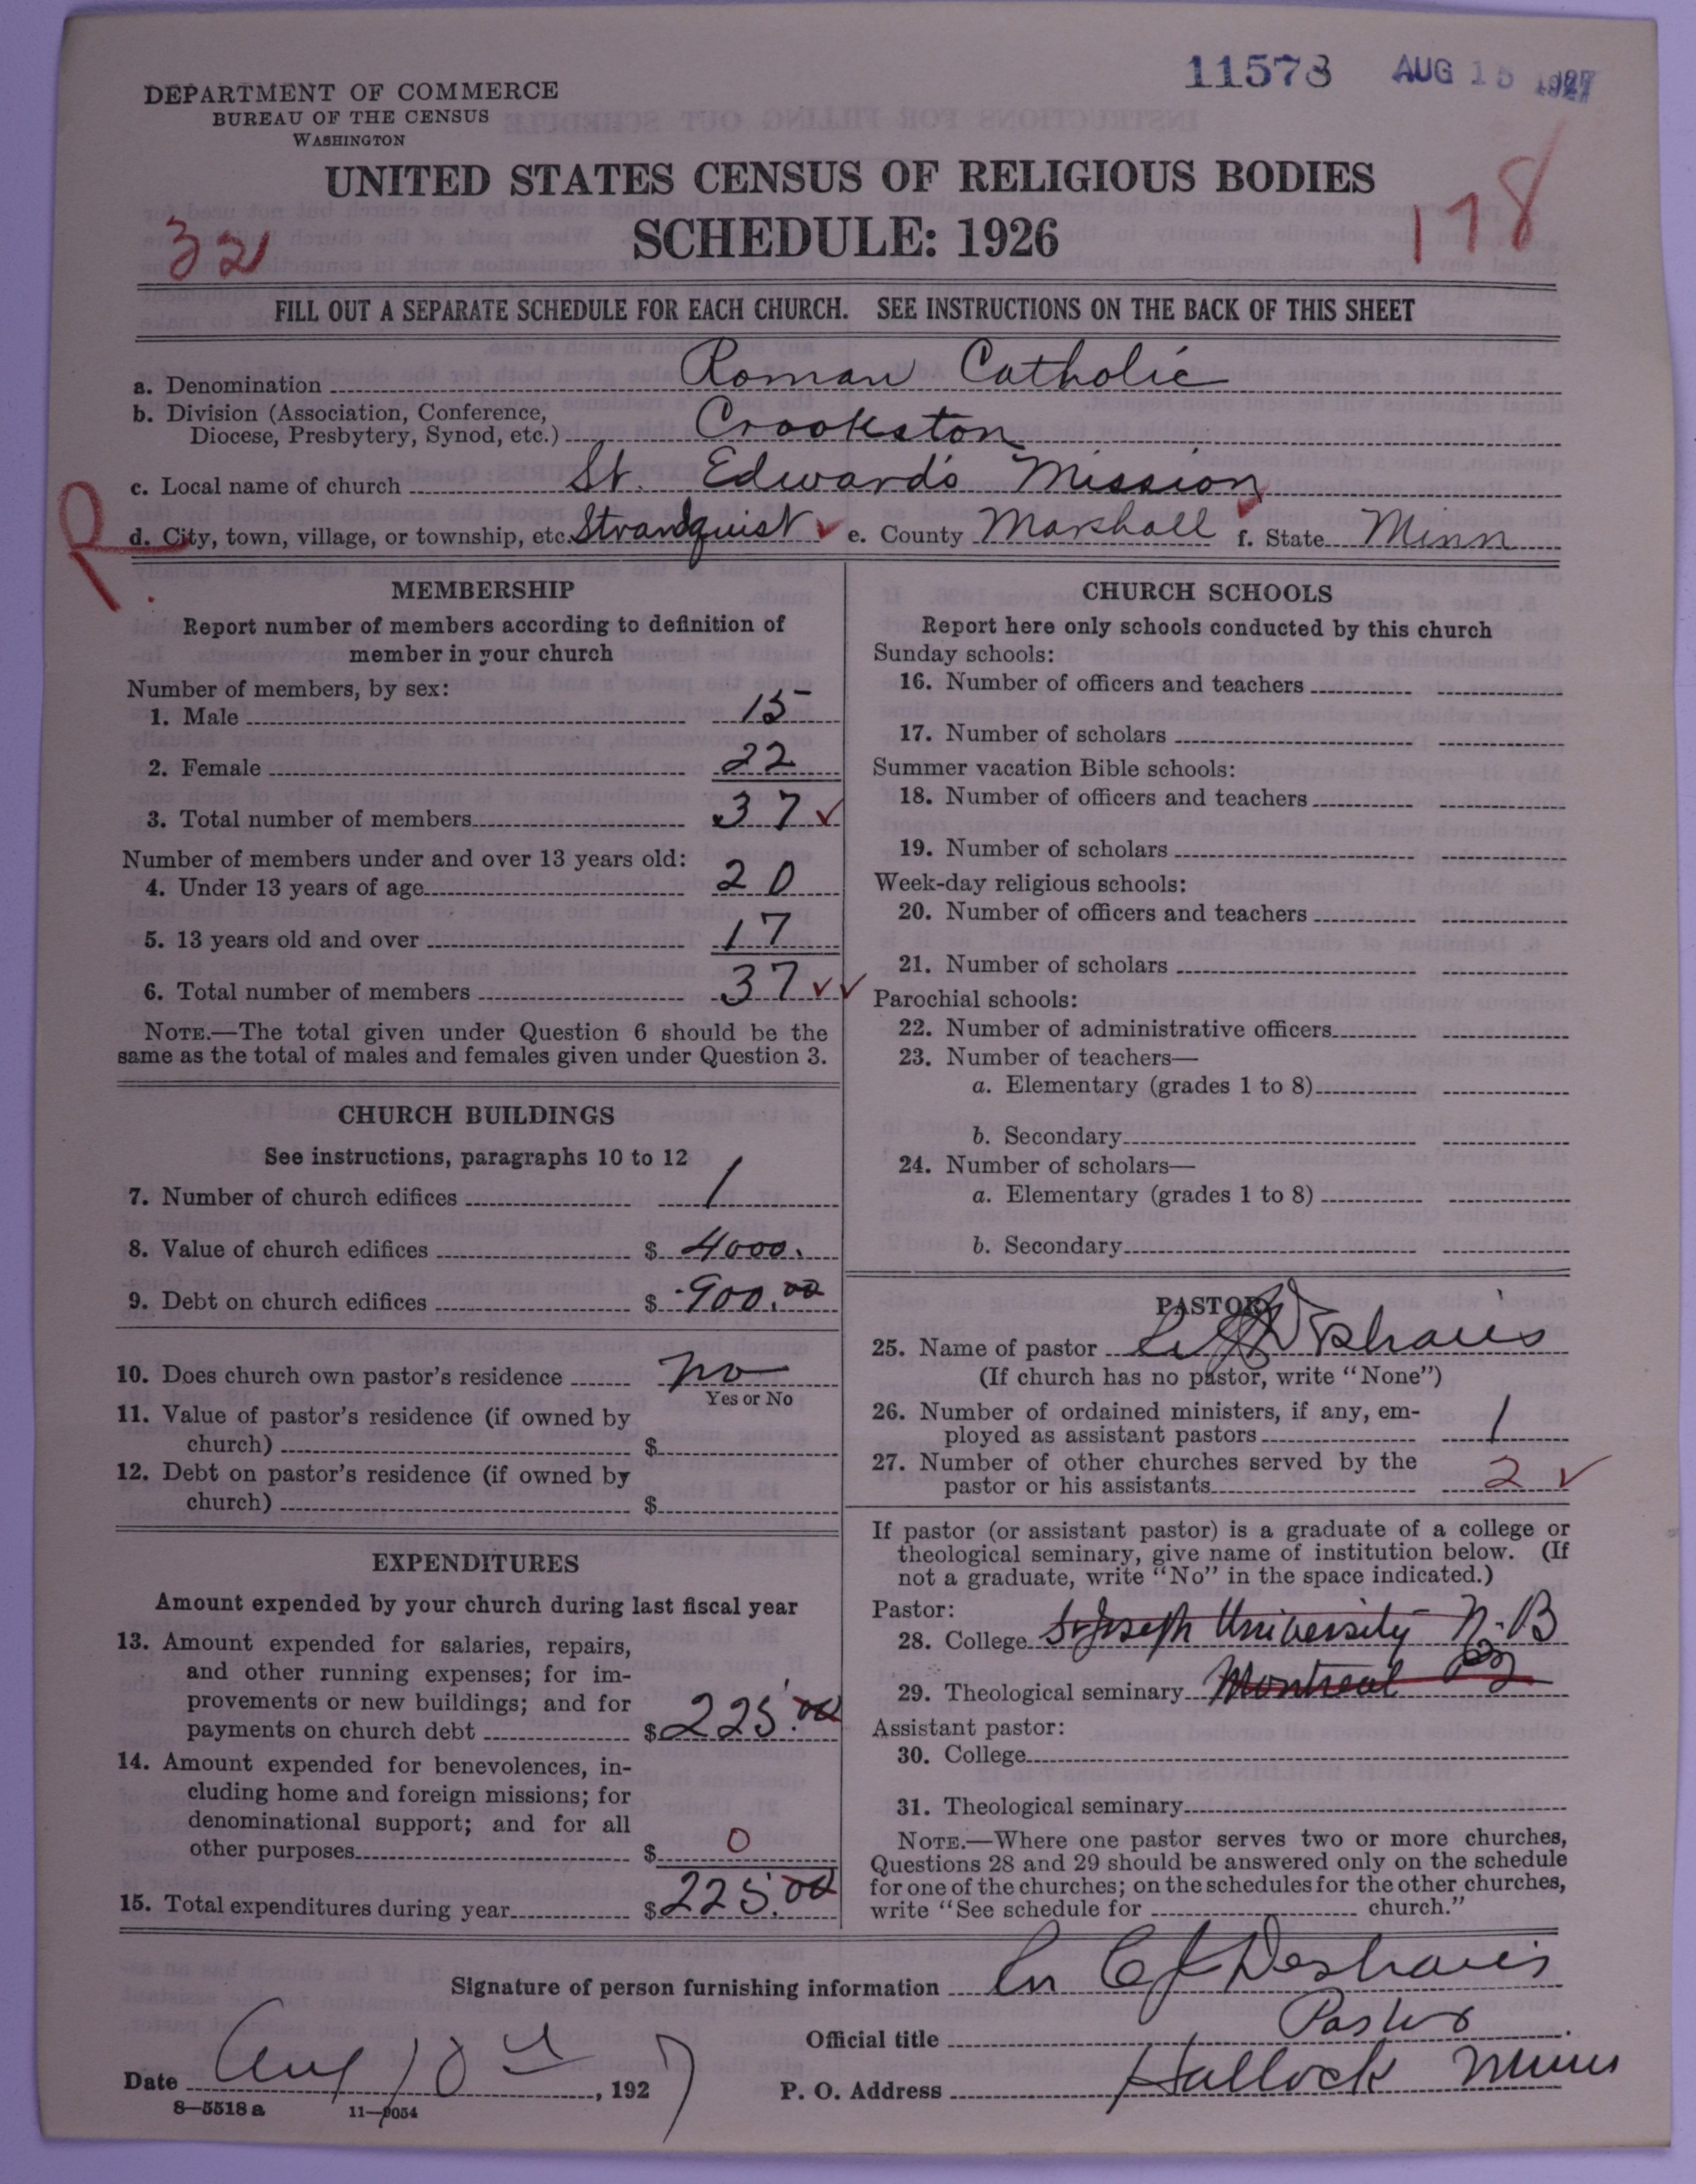 11578 AUG 15 1927
DEPARTMENT OF COMMERCE
BUREAU OF THE CENSUS
WASHINGTON
UNITED STATES CENSUS OF RELIGIOUS BODIES
SCHEDULE: 1926
32
178
FILL OUT A SEPARATE SCHEDULE FOR EACH CHURCH. SEE INSTRUCTIONS ON THE BACK OF THIS SHEET
a. Denomination Roman Catholic
b. Division (Association, Conference,
Diocese, Presbytery, Synod, etc.) Crookston
c. Local name of church St. Edward's Mission
R
d. City, town, village, or township, etc. Strandquist e. County Marshall f. State Minn
MEMBERSHIP
Report number of members according to definition of
member in your church
Number of members, by sex:
1. Male 15
2. Female 22
3. Total number of members 37
Number of members under and over 13 years old:
4. Under 13 years of age 20
5. 13 years old and over 17
6. Total number of members 37
NOTE.—The total given under Question 6 should be the
same as the total of males and females given under Question 3.
CHURCH BUILDINGS
See instructions, paragraphs 10 to 12
7. Number of church edifices 1
8. Value of church edifices $ 4000.
9. Debt on church edifices $ 900.00
10. Does church own pastor's residence no
Yes or No
11. Value of pastor's residence (if owned by
church) $
12. Debt on pastor's residence (if owned by
church) $
EXPENDITURES
Amount expended by your church during last fiscal year
13. Amount expended for salaries, repairs,
and other running expenses; for im-
provements or new buildings; and for
payments on church debt $ 225.00
14. Amount expended for benevolences, in-
cluding home and foreign missions; for
denominational support; and for all
other purposes $ 0
15. Total expenditures during year $ 225.00
CHURCH SCHOOLS
Report here only schools conducted by this church
Sunday schools:
16. Number of officers and teachers
17. Number of scholars
Summer vacation Bible schools:
18. Number of officers and teachers
19. Number of scholars
Week-day religious schools:
20. Number of officers and teachers
21. Number of scholars
Parochial schools:
22. Number of administrative officers
23. Number of teachers—
a. Elementary (grades 1 to 8)
b. Secondary
24. Number of scholars—
a. Elementary (grades 1 to 8)
b. Secondary
PASTOR
25. Name of pastor Deshais
(If church has no pastor, write "None")
26. Number of ordained ministers, if any, em-
ployed as assistant pastors 1
27. Number of other churches served by the
pastor or his assistants 2
If pastor (or assistant pastor) is a graduate of a college or
theological seminary, give name of institution below. (If
not a graduate, write "No" in the space indicated.)
Pastor:
28. College St Joseph University N.B
29. Theological seminary Montreal
Assistant pastor:
30. College
31. Theological seminary
NOTE.—Where one pastor serves two or more churches,
Questions 28 and 29 should be answered only on the schedule
for one of the churches; on the schedules for the other churches,
write "See schedule for church."
Signature of person furnishing information C J Deshais
Official title Pastor
Date Aug 10th, 1927
P. O. Address Hallock Minn
8—5518 a 11—9054